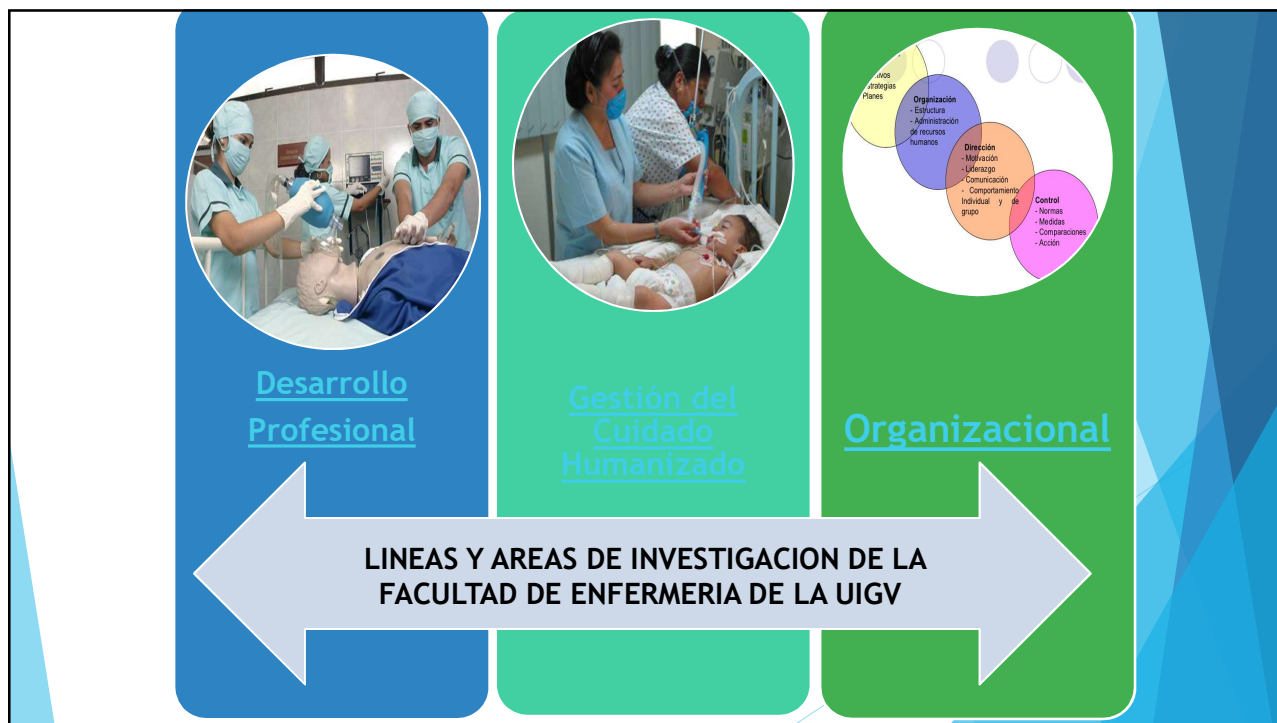 Desarrollo
Profesional
Gestión del
Cuidado
Humanizado
Planes
Organización
- Estructura
- Administración
de recursos
humanos
Dirección
- Motivación
- Liderazgo
- Comunicación
- Comportamiento
Individual y de
grupo
Control
- Normas
- Medidas
- Comparaciones
- Acción
Organizacional
LINEAS Y AREAS DE INVESTIGACION DE LA
FACULTAD DE ENFERMERIA DE LA UIGV